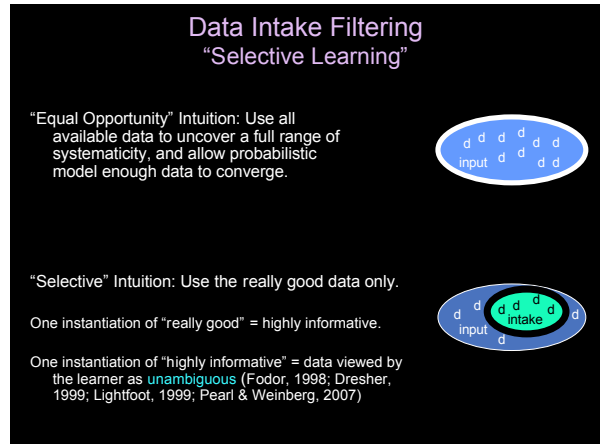 Data Intake Filtering
“Selective Learning”
“Equal Opportunity” Intuition: Use all
available data to uncover a full range of
systematicity, and allow probabilistic
model enough data to converge.
d d d d d d
input d d d d
“Selective” Intuition: Use the really good data only.
One instantiation of “really good” = highly informative.
One instantiation of “highly informative” = data viewed by
the learner as unambiguous (Fodor, 1998; Dresher,
1999; Lightfoot, 1999; Pearl & Weinberg, 2007)
d d d d d d d
input intake
d